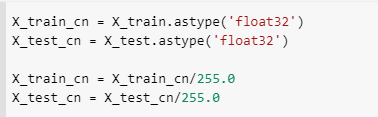 X_train_cn = X_train.astype('float32')
X_test_cn = X_test.astype('float32')
X_train_cn = X_train_cn/255.0
X_test_cn = X_test_cn/255.0